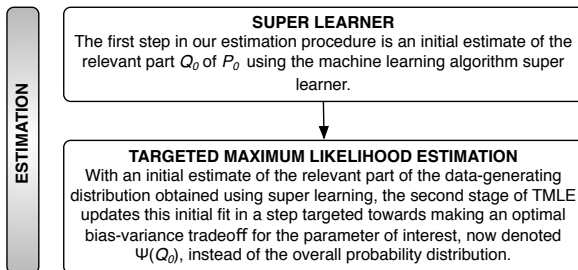 ESTIMATION
SUPER LEARNER
The first step in our estimation procedure is an initial estimate of the
relevant part Q₀ of P₀ using the machine learning algorithm super
learner.
TARGETED MAXIMUM LIKELIHOOD ESTIMATION
With an initial estimate of the relevant part of the data-generating
distribution obtained using super learning, the second stage of TMLE
updates this initial fit in a step targeted towards making an optimal
bias-variance tradeoff for the parameter of interest, now denoted
Ψ(Q₀), instead of the overall probability distribution.